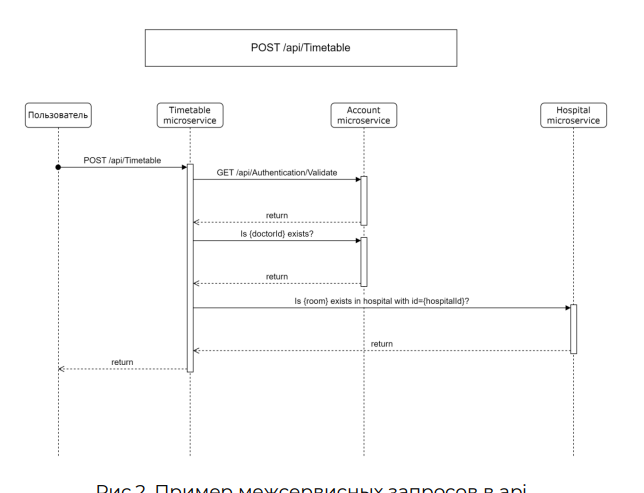 POST /api/Timetable
Пользователь
Timetable
microservice
Account
microservice
Hospital
microservice
POST /api/Timetable
GET /api/Authentication/Validate
return
Is {doctorId} exists?
return
Is {room} exists in hospital with id={hospitalId}?
return
return
Рис.2. Пример межсервисных запросов в api